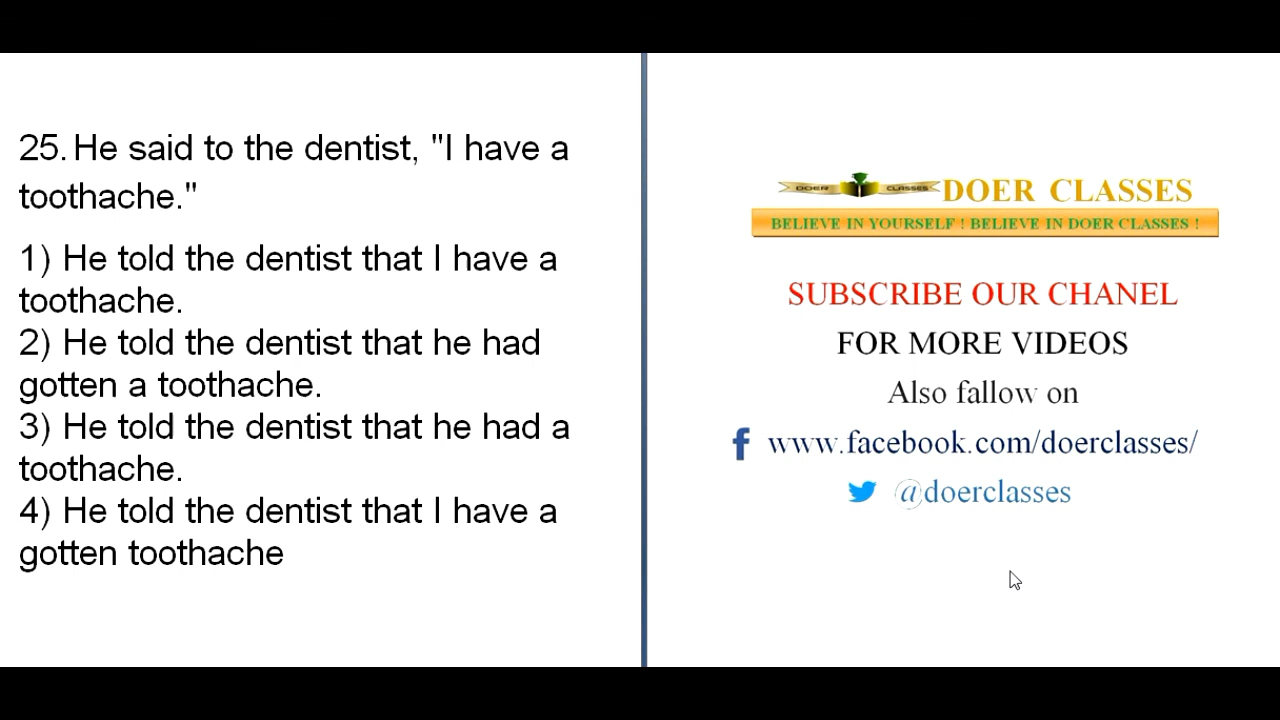 25. He said to the dentist, "I have a
toothache."
1) He told the dentist that I have a
toothache.
2) He told the dentist that he had
gotten a toothache.
3) He told the dentist that he had a
toothache.
4) He told the dentist that I have a
gotten toothache
DOER CLASSES DOER CLASSES
BELIEVE IN YOURSELF ! BELIEVE IN DOER CLASSES !
SUBSCRIBE OUR CHANEL
FOR MORE VIDEOS
Also fallow on
f www.facebook.com/doerclasses/
@doerclasses